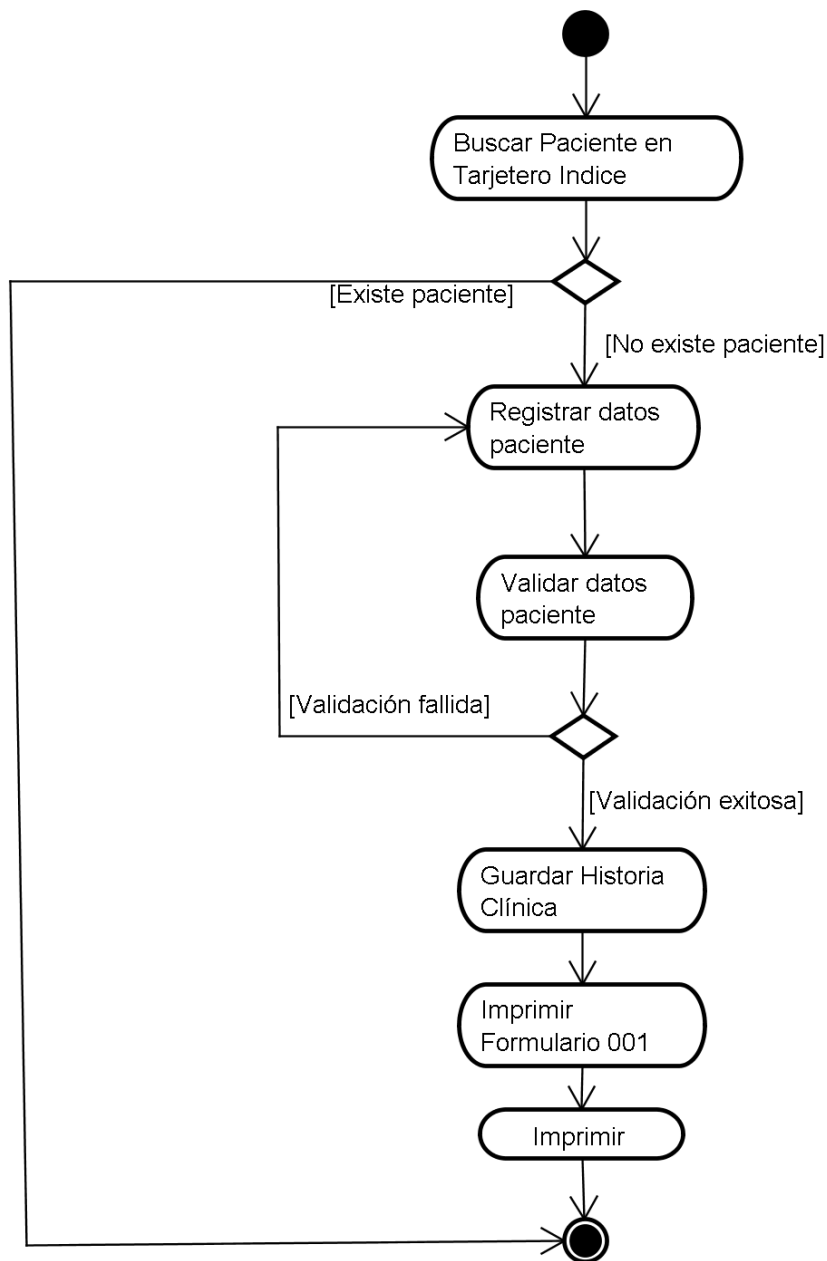 Buscar Paciente en
Tarjetero Indice
[Existe paciente]
[No existe paciente]
Registrar datos
paciente
Validar datos
paciente
[Validación fallida]
[Validación exitosa]
Guardar Historia
Clínica
Imprimir
Formulario 001
Imprimir